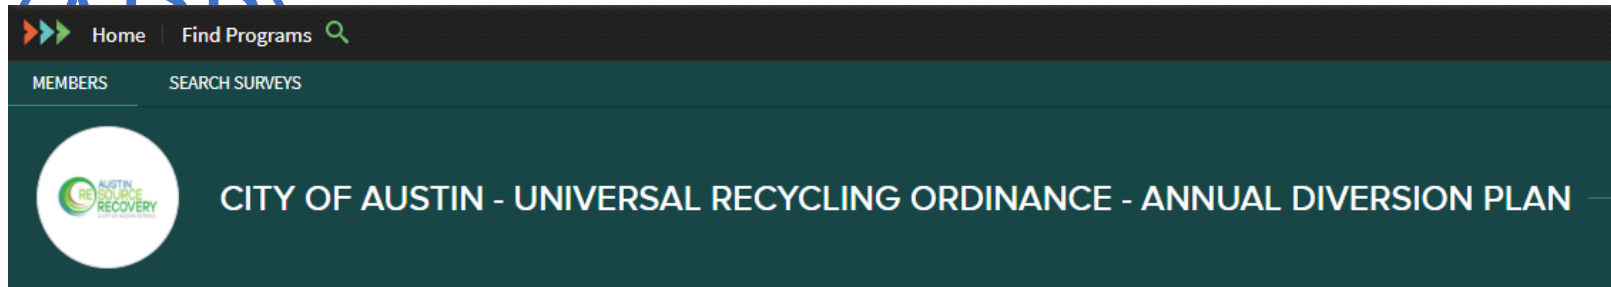 Home Find Programs
MEMBERS SEARCH SURVEYS
AUSTIN
RESOURCE
RECOVERY
CITY OF AUSTIN - UNIVERSAL RECYCLING ORDINANCE - ANNUAL DIVERSION PLAN